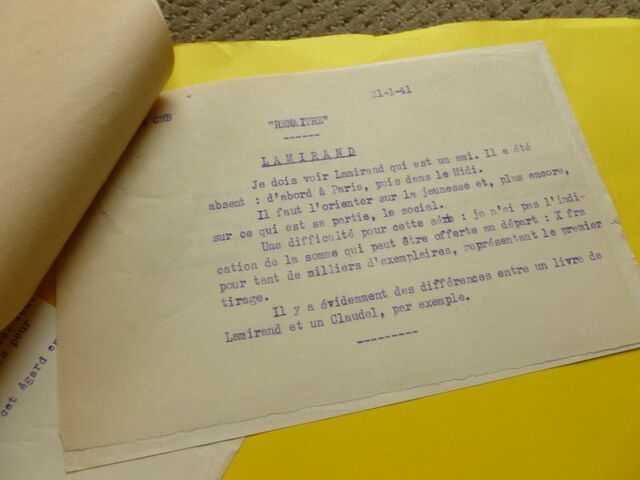 21-1-41
CMB
"RENAITRE"
------
LAMIRAND
Je dois voir Lamirand qui est un ami. Il a été
absent : d'abord à Paris, puis dans le Midi.
Il faut l'orienter sur la jeunesse et, plus encore,
sur ce qui est sa partie, le social.
Une difficulté pour cette série : je n'ai pas l'indi-
cation de la somme qui peut être offerte au départ : X frs
pour tant de milliers d'exemplaires, représentant le premier
tirage.
Il y a évidemment des différences entre un livre de
Lamirand et un Claudel, par exemple.
---------
pour
cet égard